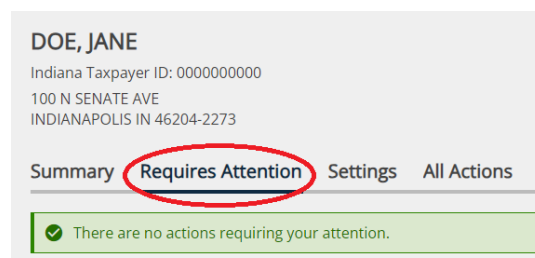 DOE, JANE
Indiana Taxpayer ID: 0000000000
100 N SENATE AVE
INDIANAPOLIS IN 46204-2273
Summary Requires Attention Settings All Actions
There are no actions requiring your attention.